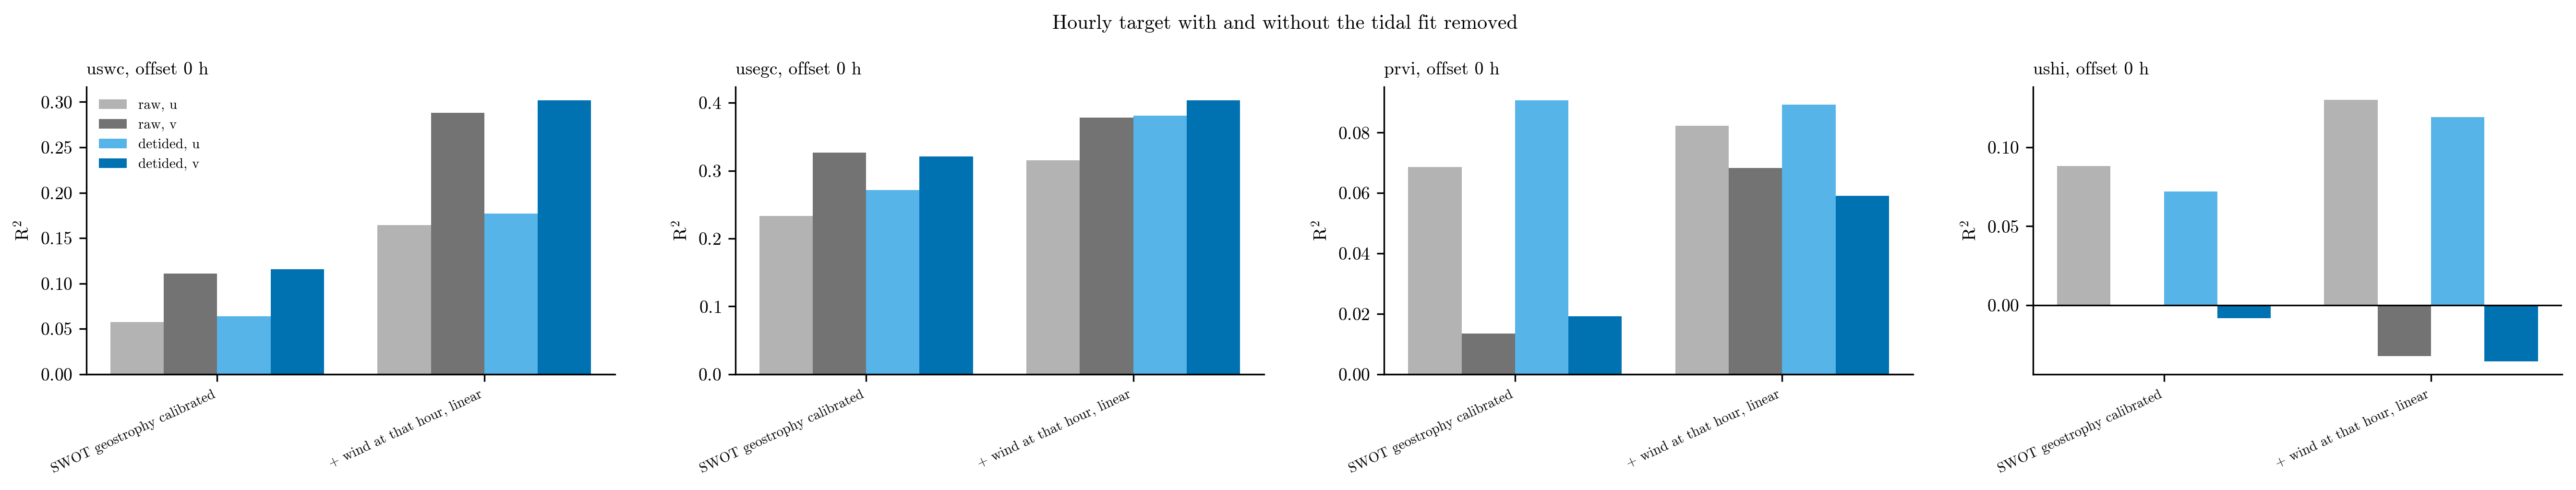 Hourly target with and without the tidal fit removed
uswc, offset 0 h
R²
0.30
0.25
0.20
0.15
0.10
0.05
0.00
raw, u
raw, v
detided, u
detided, v
SWOT geostrophy calibrated
+ wind at that hour, linear
usegc, offset 0 h
R²
0.4
0.3
0.2
0.1
0.0
SWOT geostrophy calibrated
+ wind at that hour, linear
prvi, offset 0 h
R²
0.08
0.06
0.04
0.02
0.00
SWOT geostrophy calibrated
+ wind at that hour, linear
ushi, offset 0 h
R²
0.10
0.05
0.00
SWOT geostrophy calibrated
+ wind at that hour, linear